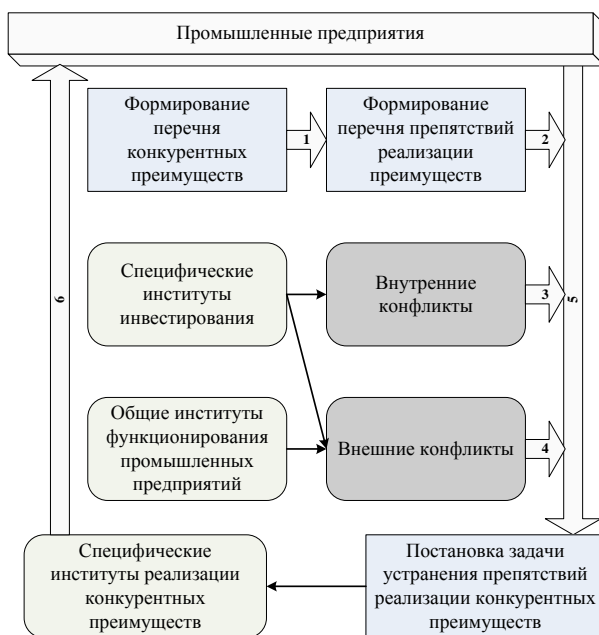 Промышленные предприятия
Формирование
перечня
конкурентных
преимуществ
1
Формирование
перечня препятствий
реализации
преимуществ
2
Специфические
институты
инвестирования
Внутренние
конфликты
3
5
6
Общие институты
функционирования
промышленных
предприятий
Внешние конфликты
4
Специфические
институты реализации
конкурентных
преимуществ
Постановка задачи
устранения препятствий
реализации конкурентных
преимуществ